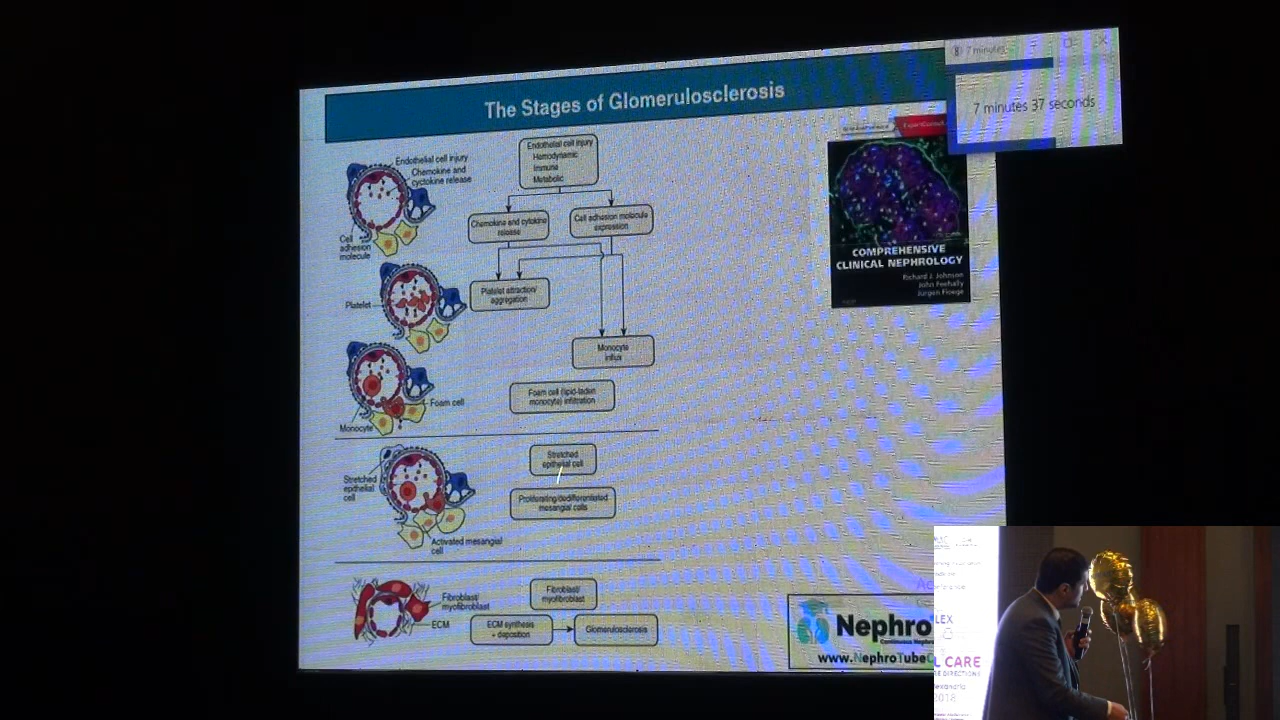 The Stages of Glomerulosclerosis
7 minutes
7 minutes 37 seconds
Endothelial cell injury
Chemokine and
cyctokine release
Cell
adhesion
molecule
Endothelial cell injury
Hemodynamic
Immune
Metabolic
Chemokine and cytokine
release
Cell adhesion molecule
expression
Platelet
Platelet attraction/
aggregation
Monocyte
influx
Foam cell
Monocyte
Foam cell (lipid-laden
monocyte) infiltration
Stretched
epithelial
cell
Stretched
epithelial cell
Proliferating/dedifferentiated
mesangial cells
Activated mesangial
cell
Fibroblast/
myofibroblast
ECM
Fibroblast/
myofibroblast
ECM synthesis
+ deposition
Glomerulosclerosis
COMPREHENSIVE
CLINICAL NEPHROLOGY
Richard J. Johnson
John Feehally
Jurgen Floege
Nephro
www.NephroTube
LEX
L CARE
DIRECTIONS
2018